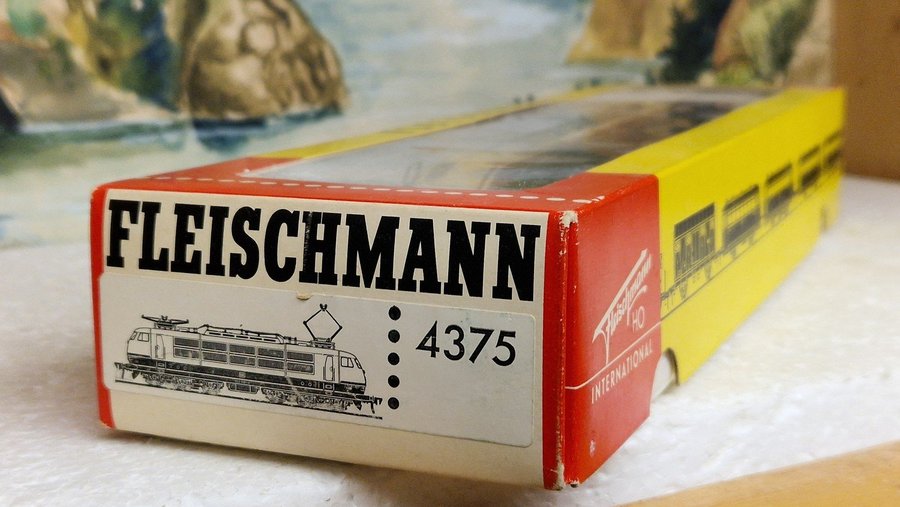 FLEISCHMANN
4375
Fleischmann
HO
INTERNATIONAL